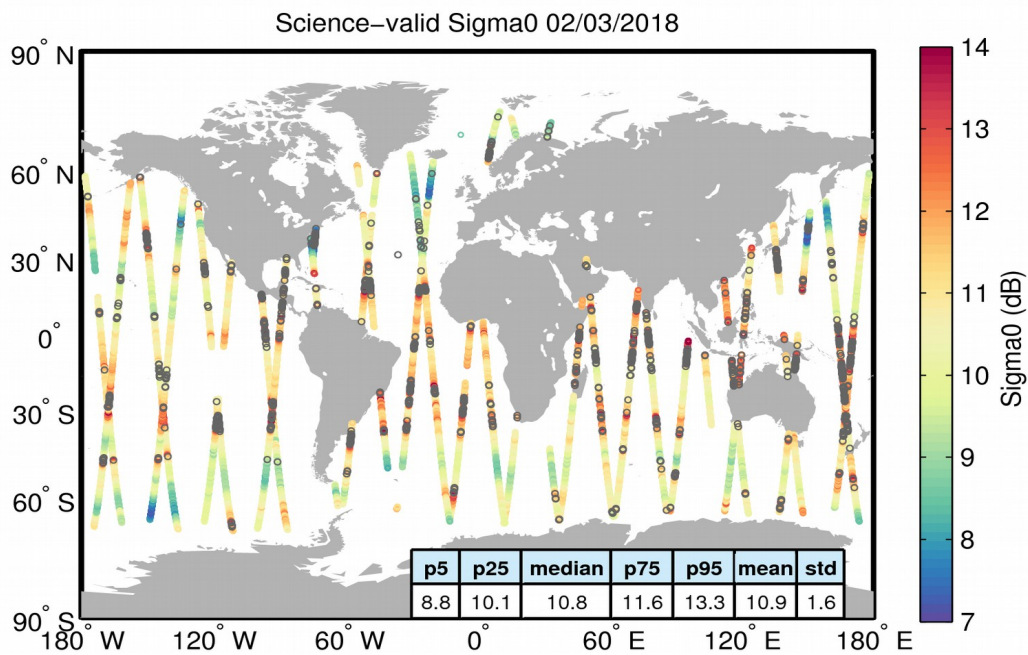 Science−valid Sigma0 02/03/2018
90° N
60° N
30° N
0°
30° S
60° S
90° S
180° W
120° W
60° W
0°
60° E
120° E
180° E
p5 p25 median p75 p95 mean std
8.8 10.1 10.8 11.6 13.3 10.9 1.6
14
13
12
11
10
9
8
7
Sigma0 (dB)